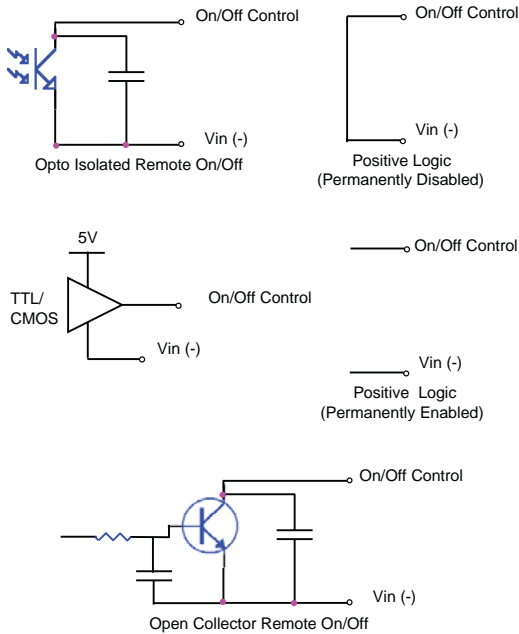 On/Off Control
Vin (-)
Opto Isolated Remote On/Off
On/Off Control
Vin (-)
Positive Logic
(Permanently Disabled)
5V
TTL/
CMOS
On/Off Control
Vin (-)
On/Off Control
Vin (-)
Positive Logic
(Permanently Enabled)
On/Off Control
Vin (-)
Open Collector Remote On/Off